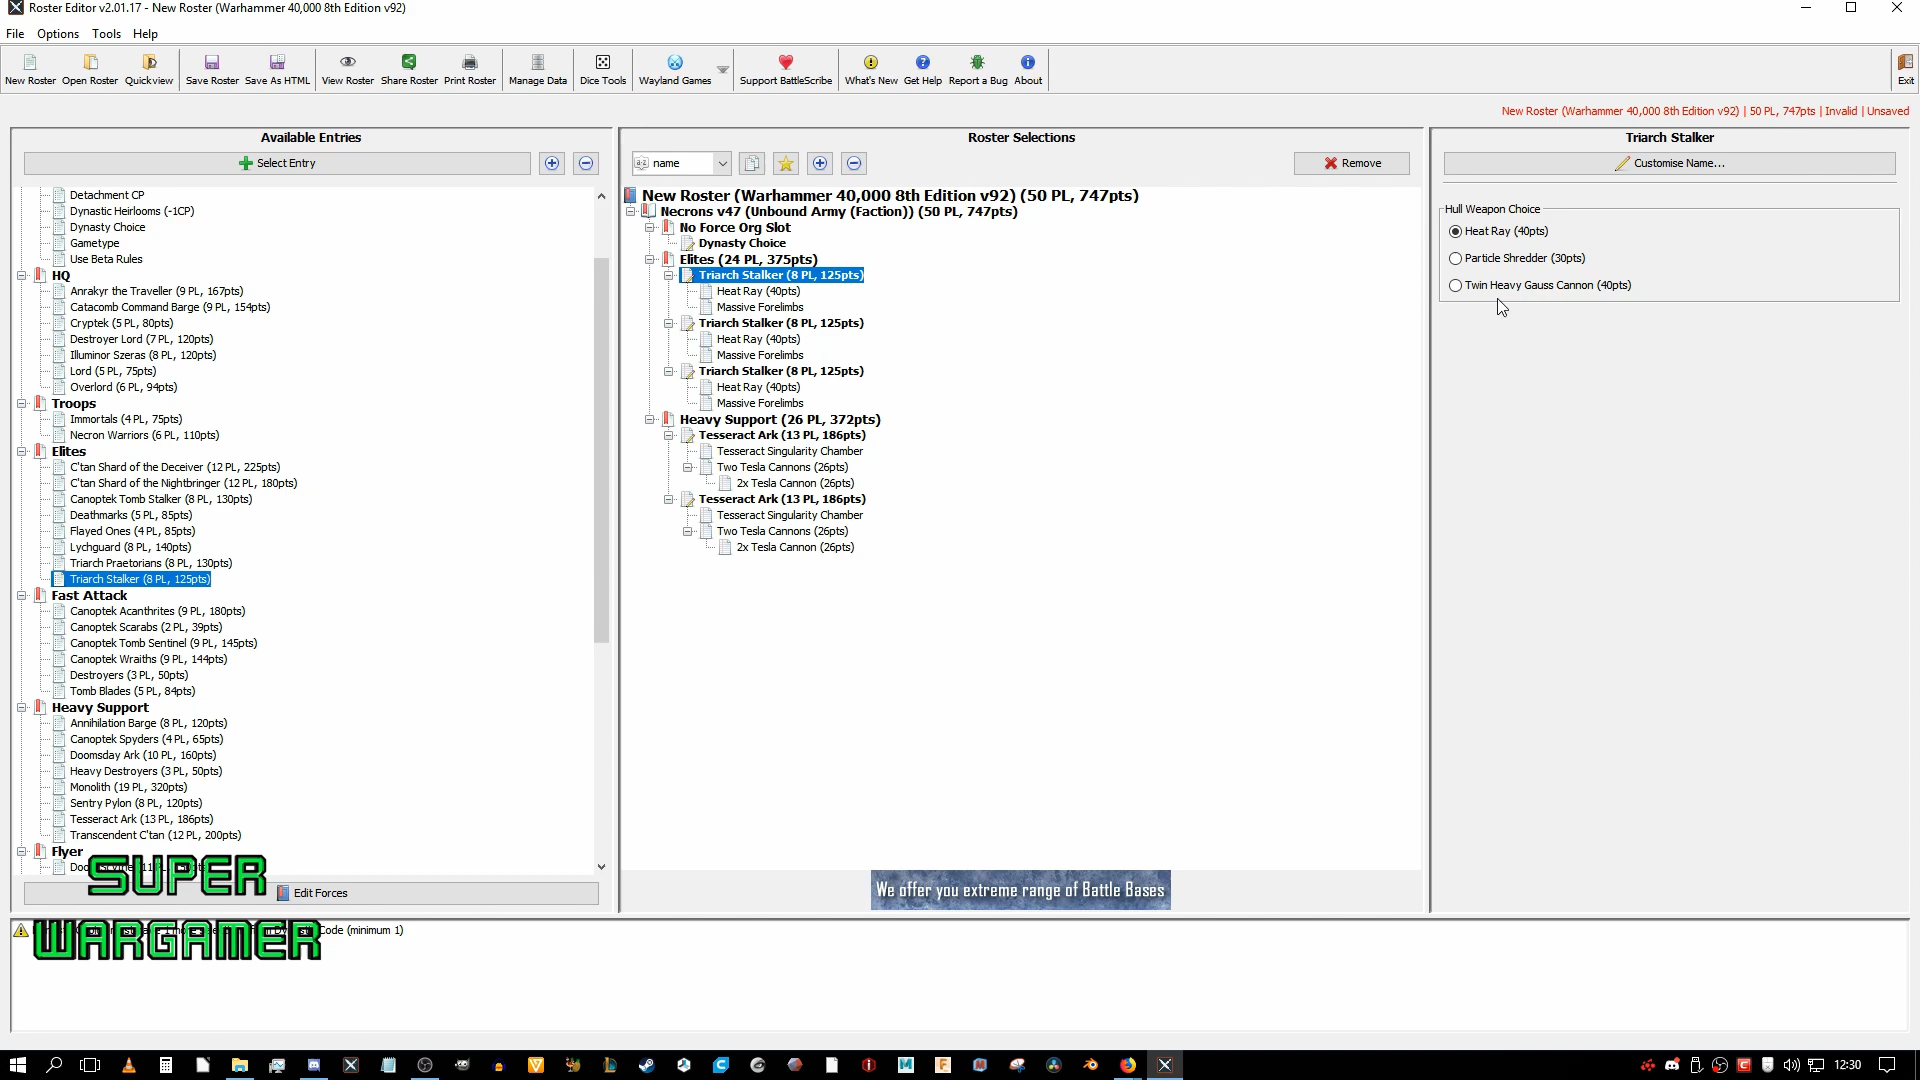 Roster Editor v2.01.17 - New Roster (Warhammer 40,000 8th Edition v92)
File Options Tools Help
New Roster Open Roster Quickview Save Roster Save As HTML View Roster Share Roster Print Roster Manage Data Dice Tools Wayland Games Support BattleScribe What's New Get Help Report a Bug About Exit
New Roster (Warhammer 40,000 8th Edition v92) | 50 PL, 747pts | Invalid | Unsaved
Available Entries
Select Entry
Detachment CP
Dynastic Heirlooms (-1CP)
Dynasty Choice
Gametype
Use Beta Rules
HQ
Anrakyr the Traveller (9 PL, 167pts)
Catacomb Command Barge (9 PL, 154pts)
Cryptek (5 PL, 80pts)
Destroyer Lord (7 PL, 120pts)
Illuminor Szeras (8 PL, 120pts)
Lord (5 PL, 75pts)
Overlord (6 PL, 94pts)
Troops
Immortals (4 PL, 75pts)
Necron Warriors (6 PL, 110pts)
Elites
C'tan Shard of the Deceiver (12 PL, 225pts)
C'tan Shard of the Nightbringer (12 PL, 180pts)
Canoptek Tomb Stalker (8 PL, 130pts)
Deathmarks (5 PL, 85pts)
Flayed Ones (4 PL, 85pts)
Lychguard (8 PL, 140pts)
Triarch Praetorians (8 PL, 130pts)
Triarch Stalker (8 PL, 125pts)
Fast Attack
Canoptek Acanthrites (9 PL, 180pts)
Canoptek Scarabs (2 PL, 39pts)
Canoptek Tomb Sentinel (9 PL, 145pts)
Canoptek Wraiths (9 PL, 144pts)
Destroyers (3 PL, 50pts)
Tomb Blades (5 PL, 84pts)
Heavy Support
Annihilation Barge (8 PL, 120pts)
Canoptek Spyders (4 PL, 65pts)
Doomsday Ark (10 PL, 160pts)
Heavy Destroyers (3 PL, 50pts)
Monolith (19 PL, 320pts)
Sentry Pylon (8 PL, 120pts)
Tesseract Ark (13 PL, 186pts)
Transcendent C'tan (12 PL, 200pts)
Flyer
SUPER
Edit Forces
WARGAMER
Code (minimum 1)
Roster Selections
name
Remove
New Roster (Warhammer 40,000 8th Edition v92) (50 PL, 747pts)
Necrons v47 (Unbound Army (Faction)) (50 PL, 747pts)
No Force Org Slot
Dynasty Choice
Elites (24 PL, 375pts)
Triarch Stalker (8 PL, 125pts)
Heat Ray (40pts)
Massive Forelimbs
Triarch Stalker (8 PL, 125pts)
Heat Ray (40pts)
Massive Forelimbs
Triarch Stalker (8 PL, 125pts)
Heat Ray (40pts)
Massive Forelimbs
Heavy Support (26 PL, 372pts)
Tesseract Ark (13 PL, 186pts)
Tesseract Singularity Chamber
Two Tesla Cannons (26pts)
2x Tesla Cannon (26pts)
Tesseract Ark (13 PL, 186pts)
Tesseract Singularity Chamber
Two Tesla Cannons (26pts)
2x Tesla Cannon (26pts)
We offer you extreme range of Battle Bases
Triarch Stalker
Customise Name...
Hull Weapon Choice
Heat Ray (40pts)
Particle Shredder (30pts)
Twin Heavy Gauss Cannon (40pts)
12:30